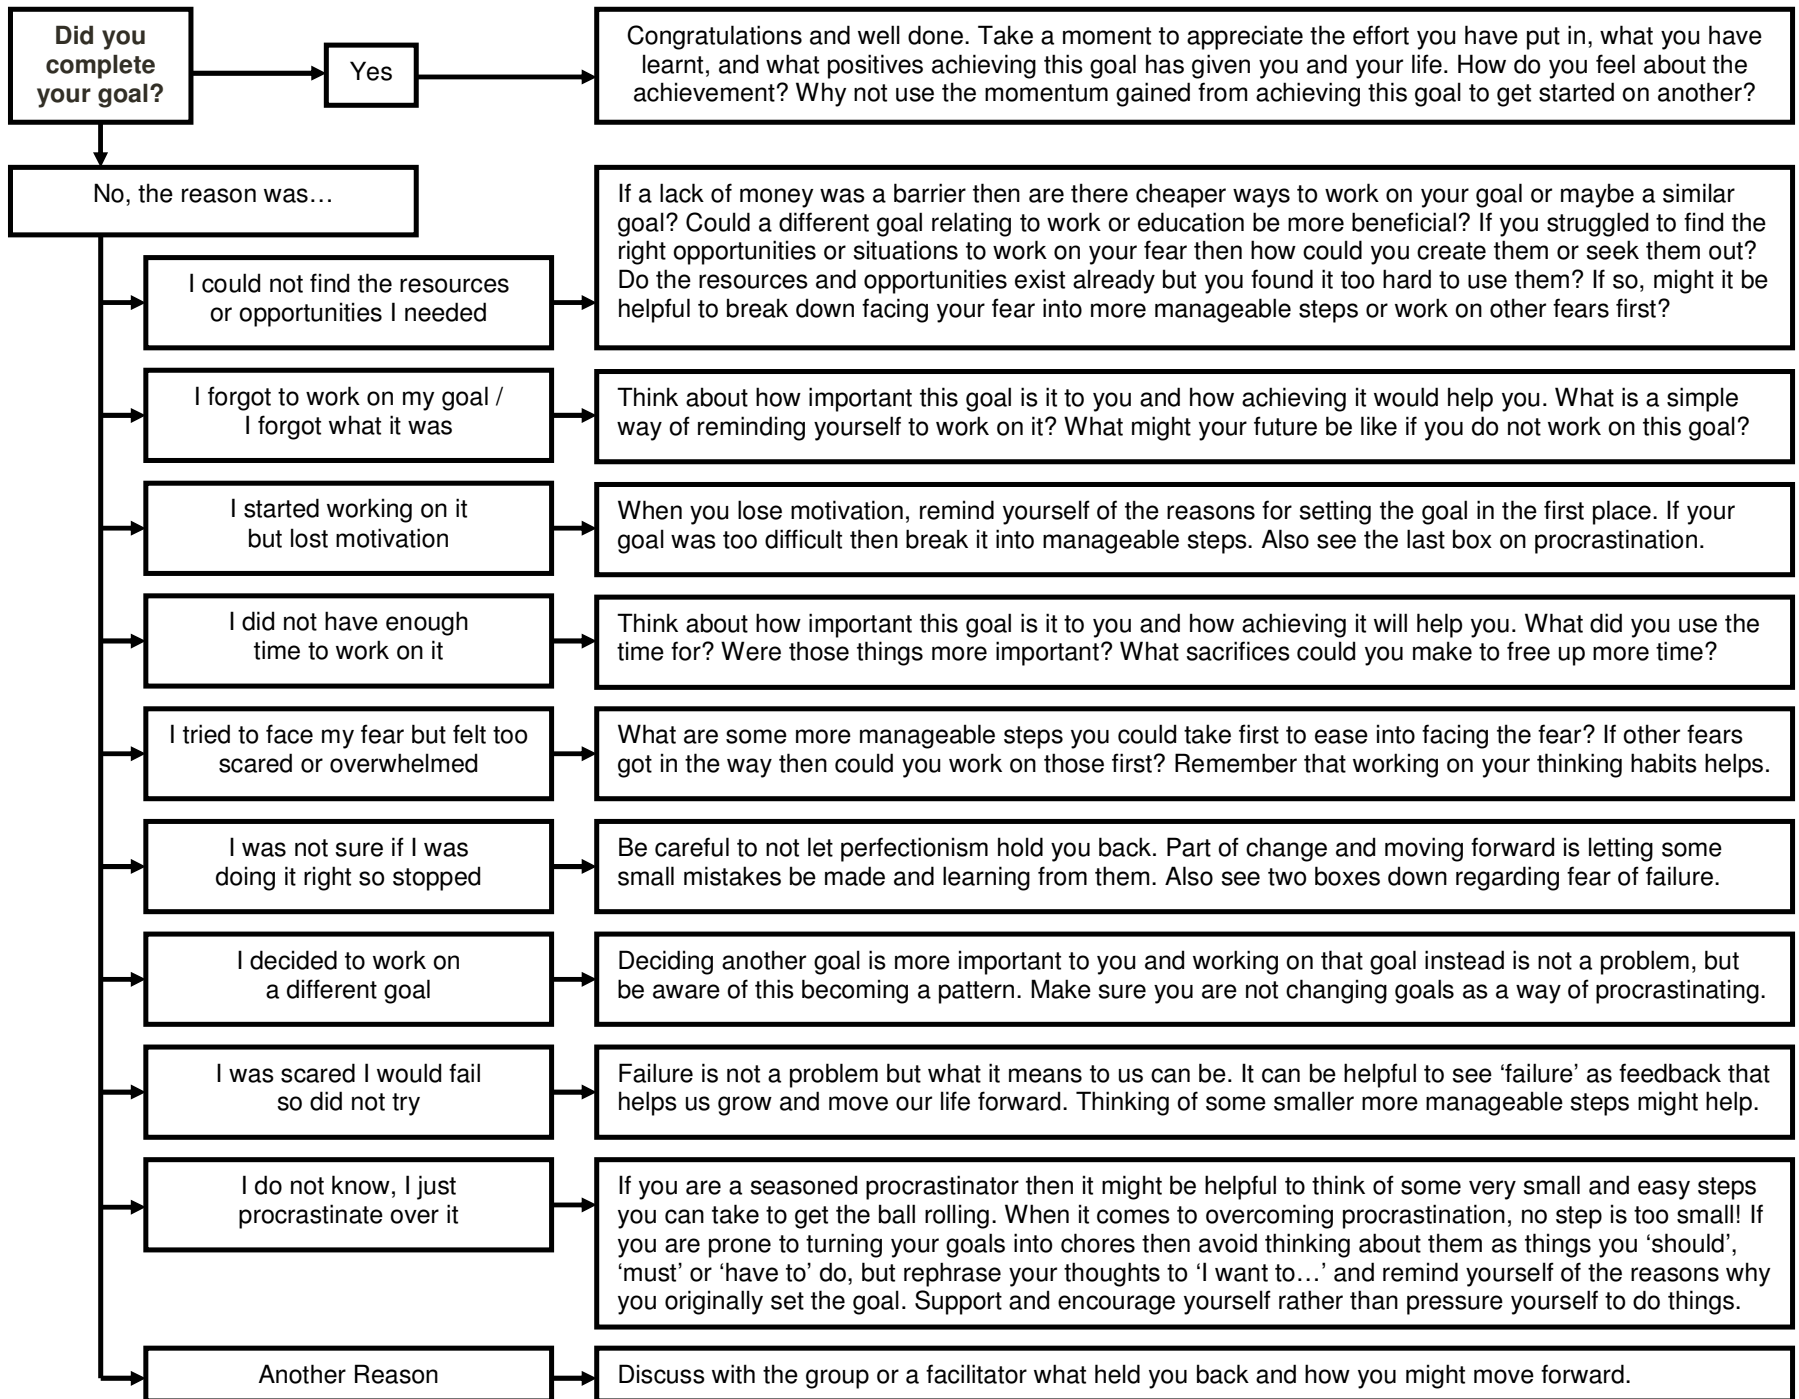 Did you
complete
your goal?
Yes
Congratulations and well done. Take a moment to appreciate the effort you have put in, what you have
learnt, and what positives achieving this goal has given you and your life. How do you feel about the
achievement? Why not use the momentum gained from achieving this goal to get started on another?
No, the reason was…
I could not find the resources
or opportunities I needed
If a lack of money was a barrier then are there cheaper ways to work on your goal or maybe a similar
goal? Could a different goal relating to work or education be more beneficial? If you struggled to find the
right opportunities or situations to work on your fear then how could you create them or seek them out?
Do the resources and opportunities exist already but you found it too hard to use them? If so, might it be
helpful to break down facing your fear into more manageable steps or work on other fears first?
I forgot to work on my goal /
I forgot what it was
Think about how important this goal is it to you and how achieving it would help you. What is a simple
way of reminding yourself to work on it? What might your future be like if you do not work on this goal?
I started working on it
but lost motivation
When you lose motivation, remind yourself of the reasons for setting the goal in the first place. If your
goal was too difficult then break it into manageable steps. Also see the last box on procrastination.
I did not have enough
time to work on it
Think about how important this goal is it to you and how achieving it will help you. What did you use the
time for? Were those things more important? What sacrifices could you make to free up more time?
I tried to face my fear but felt too
scared or overwhelmed
What are some more manageable steps you could take first to ease into facing the fear? If other fears
got in the way then could you work on those first? Remember that working on your thinking habits helps.
I was not sure if I was
doing it right so stopped
Be careful to not let perfectionism hold you back. Part of change and moving forward is letting some
small mistakes be made and learning from them. Also see two boxes down regarding fear of failure.
I decided to work on
a different goal
Deciding another goal is more important to you and working on that goal instead is not a problem, but
be aware of this becoming a pattern. Make sure you are not changing goals as a way of procrastinating.
I was scared I would fail
so did not try
Failure is not a problem but what it means to us can be. It can be helpful to see ‘failure’ as feedback that
helps us grow and move our life forward. Thinking of some smaller more manageable steps might help.
I do not know, I just
procrastinate over it
If you are a seasoned procrastinator then it might be helpful to think of some very small and easy steps
you can take to get the ball rolling. When it comes to overcoming procrastination, no step is too small! If
you are prone to turning your goals into chores then avoid thinking about them as things you ‘should’,
‘must’ or ‘have to’ do, but rephrase your thoughts to ‘I want to…’ and remind yourself of the reasons why
you originally set the goal. Support and encourage yourself rather than pressure yourself to do things.
Another Reason
Discuss with the group or a facilitator what held you back and how you might move forward.